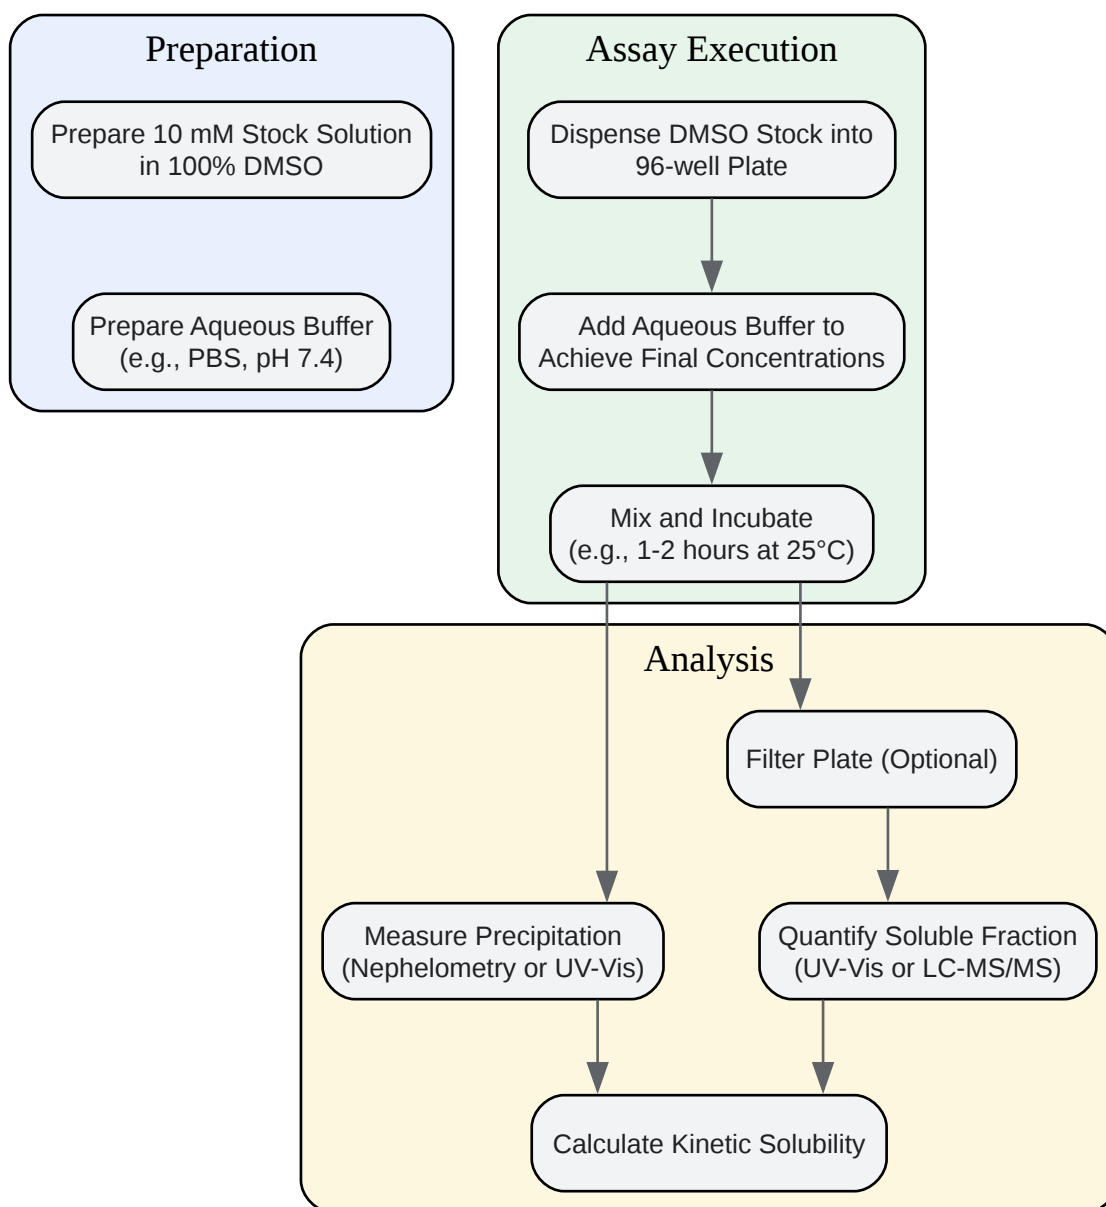 Preparation
Prepare 10 mM Stock Solution
in 100% DMSO
Prepare Aqueous Buffer
(e.g., PBS, pH 7.4)
Assay Execution
Dispense DMSO Stock into
96-well Plate
Add Aqueous Buffer to
Achieve Final Concentrations
Mix and Incubate
(e.g., 1-2 hours at 25°C)
Analysis
Filter Plate (Optional)
Measure Precipitation
(Nephelometry or UV-Vis)
Quantify Soluble Fraction
(UV-Vis or LC-MS/MS)
Calculate Kinetic Solubility